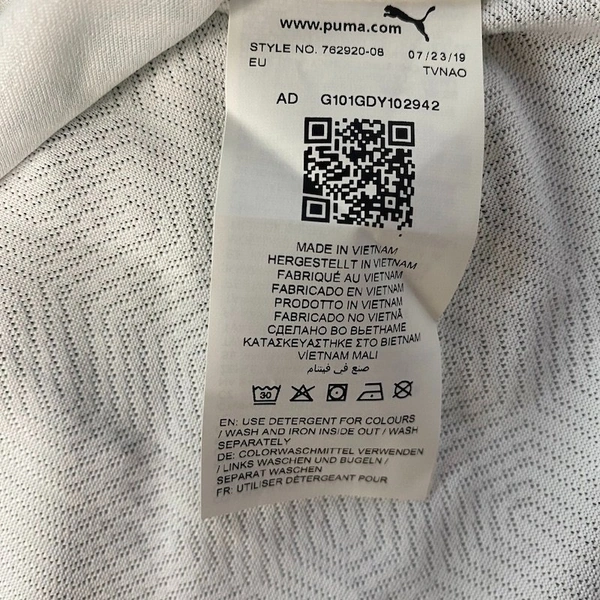 www.puma.com
STYLE NO. 762920-08 07/23/19
EU TVNAO
AD G101GDY102942
MADE IN VIETNAM
HERGESTELLT IN VIETNAM
FABRIQUÉ AU VIETNAM
FABRICADO EN VIETNAM
PRODOTTO IN VIETNAM
FABRICADO NO VIETNÃ
СДЕЛАНО ВО ВЬЕТНАМЕ
ΚΑΤΑΣΚΕΥΑΣΤΗΚΕ ΣΤΟ ΒΙΕΤΝΑΜ
VİETNAM MALI
صنع في فيتنام
30
EN: USE DETERGENT FOR COLOURS
/ WASH AND IRON INSIDE OUT / WASH
SEPARATELY
DE: COLORWASCHMITTEL VERWENDEN
/ LINKS WASCHEN UND BUGELN /
SEPARAT WASCHEN
FR: UTILISER DÉTERGEANT POUR